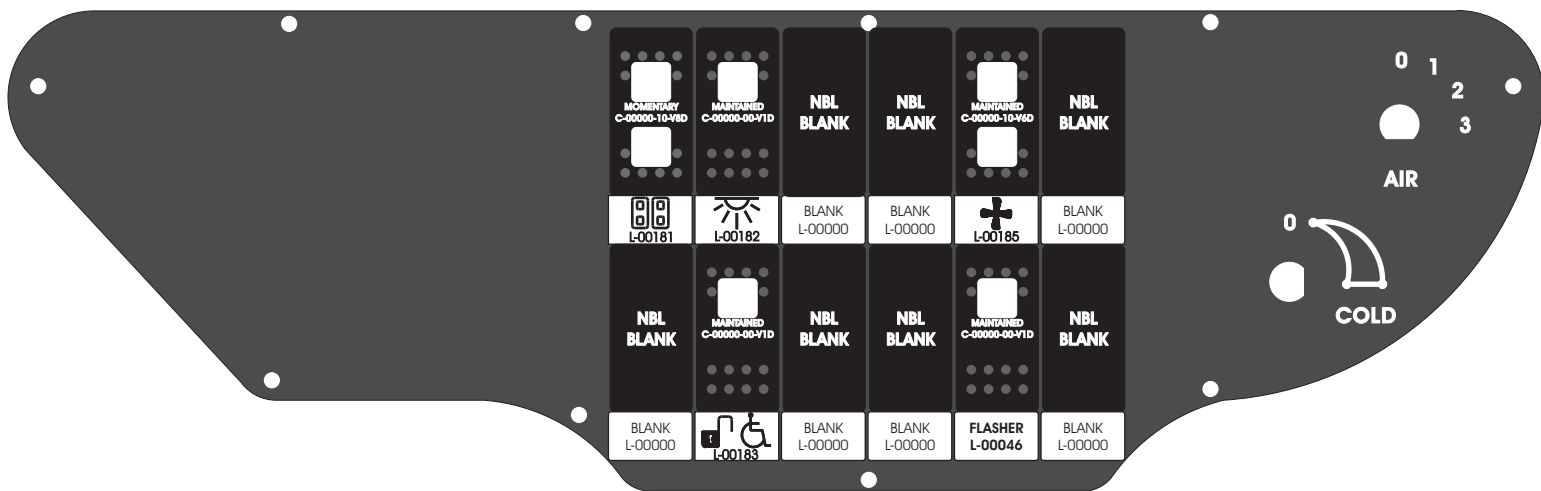 MOMENTARY
C-00000-10-V8D
MAINTAINED
C-00000-00-V1D
NBL
BLANK
NBL
BLANK
MAINTAINED
C-00000-10-V6D
NBL
BLANK
L-00181
L-00182
BLANK
L-00000
BLANK
L-00000
L-00185
BLANK
L-00000
NBL
BLANK
MAINTAINED
C-00000-00-V1D
NBL
BLANK
NBL
BLANK
MAINTAINED
C-00000-00-V1D
NBL
BLANK
BLANK
L-00000
L-00183
BLANK
L-00000
BLANK
L-00000
FLASHER
L-00046
BLANK
L-00000
0
1
2
3
AIR
0
COLD